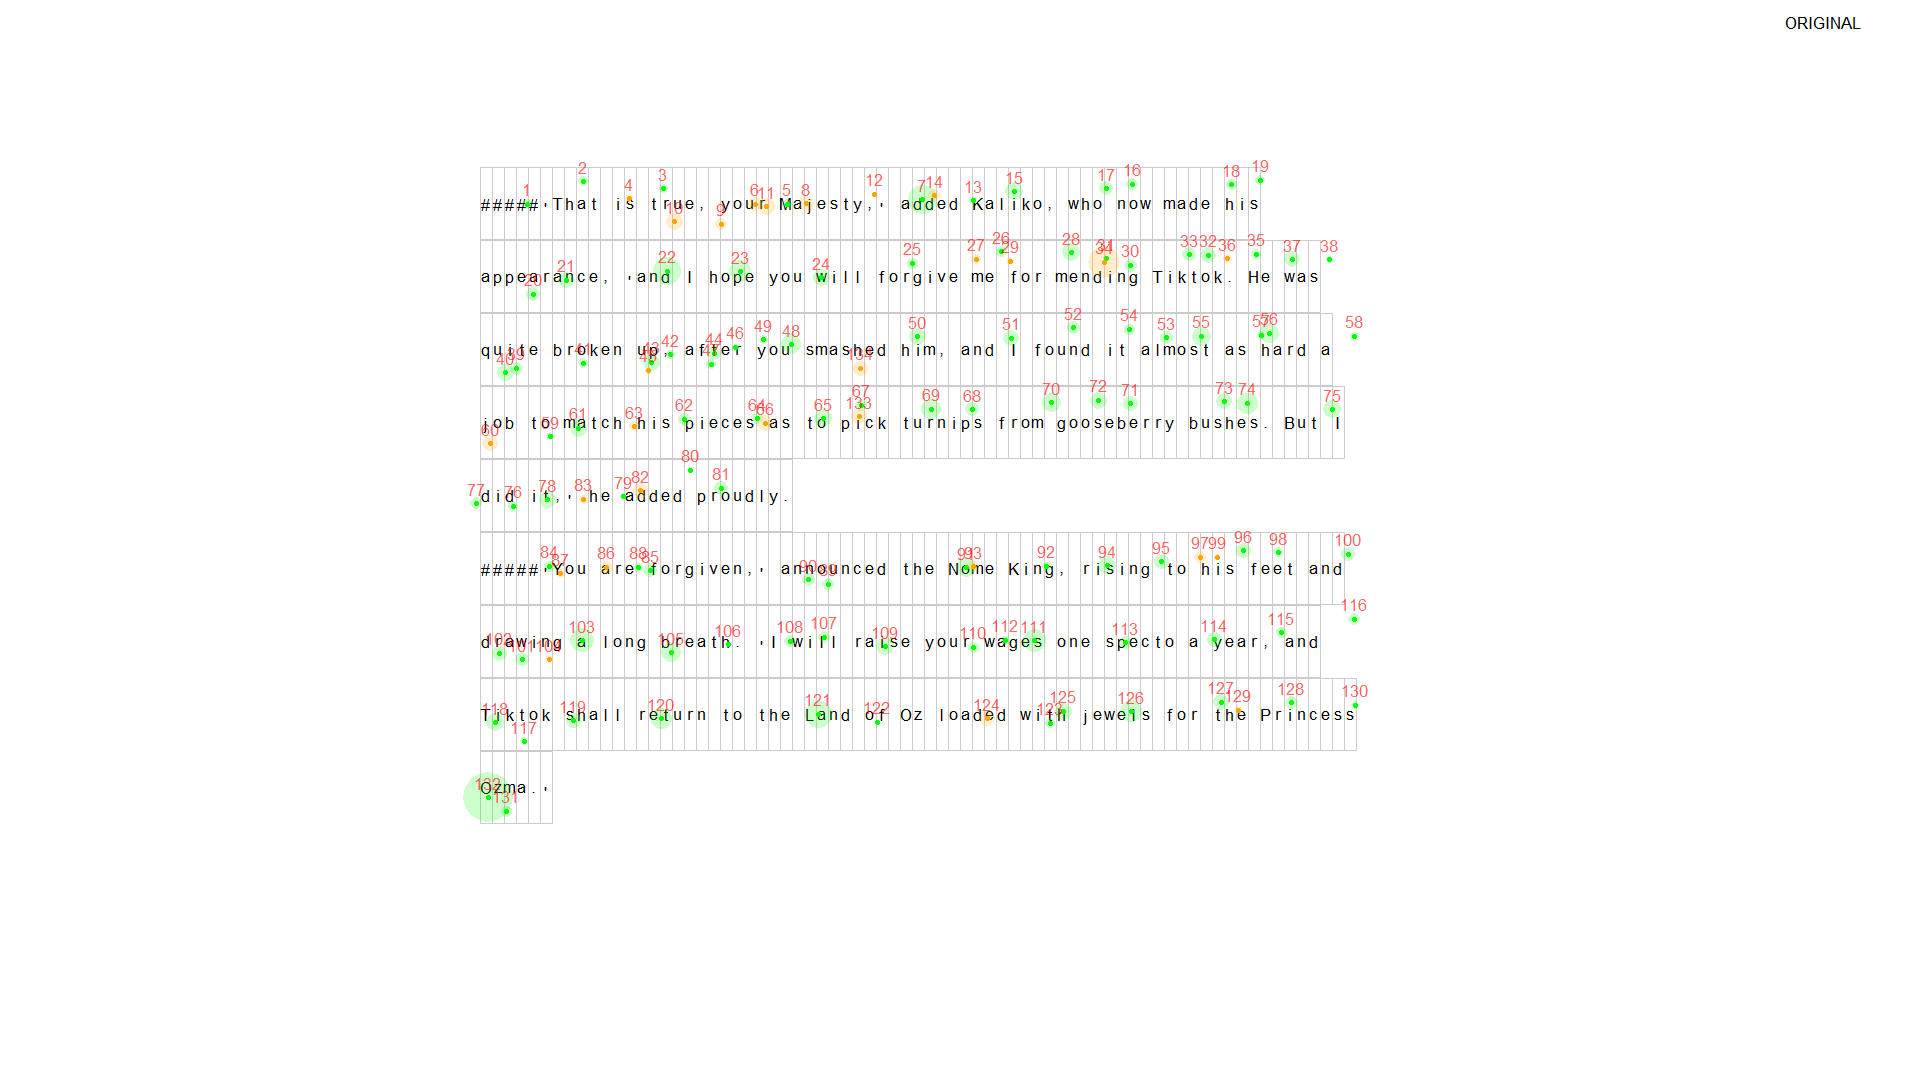 ORIGINAL
#####'That is true, your Majesty,' added Kaliko, who now made his
appearance, 'and I hope you will forgive me for mending Tiktok. He was
quite broken up, after you smashed him, and I found it almost as hard a
job to match his pieces as to pick turnips from gooseberry bushes. But I
did it,' he added proudly.
#####'You are forgiven,' announced the Nome King, rising to his feet and
drawing a long breath. 'I will raise your wages one specto a year, and
Tiktok shall return to the Land of Oz loaded with jewels for the Princess
Ozma.'